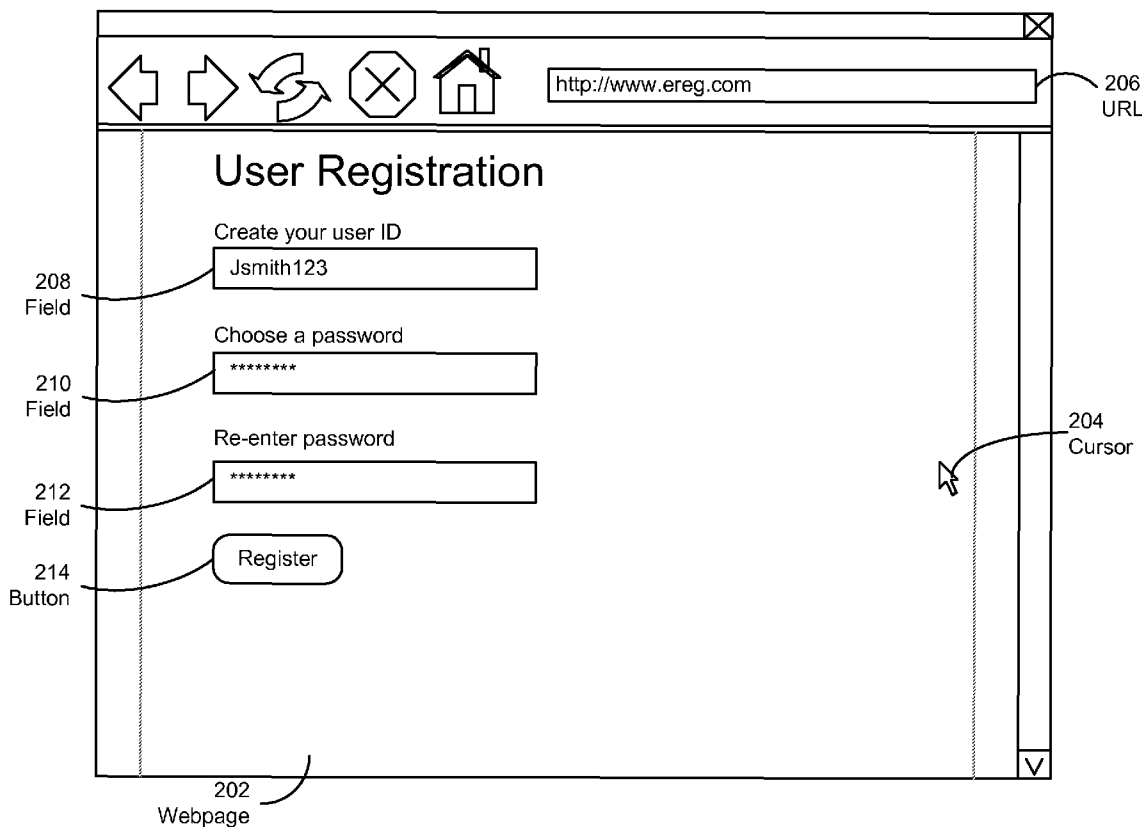 http://www.ereg.com
206
URL
User Registration
Create your user ID
Jsmith123
208
Field
Choose a password
********
210
Field
Re-enter password
********
204
Cursor
212
Field
Register
214
Button
202
Webpage